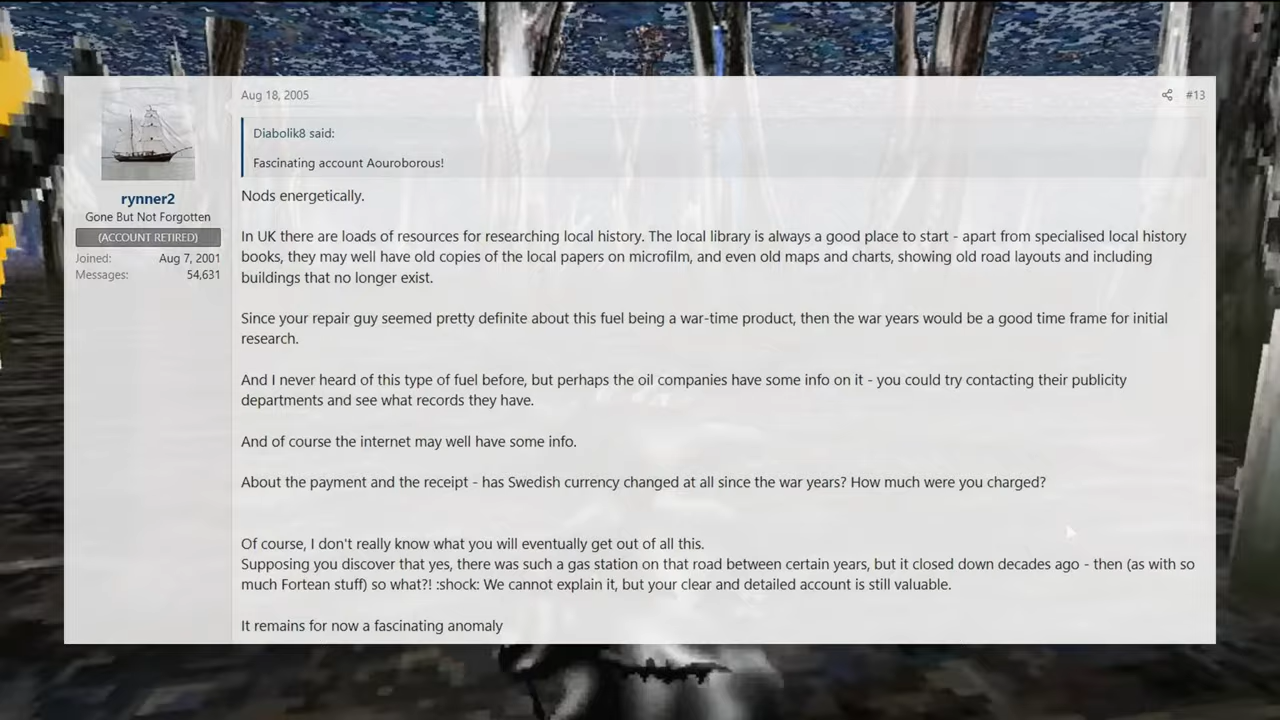 Aug 18, 2005
#13
Diabolik8 said:
Fascinating account Aouroborous!
rynner2
Gone But Not Forgotten
(ACCOUNT RETIRED)
Joined: Aug 7, 2001
Messages: 54,631
Nods energetically.
In UK there are loads of resources for researching local history. The local library is always a good place to start - apart from specialised local history
books, they may well have old copies of the local papers on microfilm, and even old maps and charts, showing old road layouts and including
buildings that no longer exist.
Since your repair guy seemed pretty definite about this fuel being a war-time product, then the war years would be a good time frame for initial
research.
And I never heard of this type of fuel before, but perhaps the oil companies have some info on it - you could try contacting their publicity
departments and see what records they have.
And of course the internet may well have some info.
About the payment and the receipt - has Swedish currency changed at all since the war years? How much were you charged?
Of course, I don't really know what you will eventually get out of all this.
Supposing you discover that yes, there was such a gas station on that road between certain years, but it closed down decades ago - then (as with so
much Fortean stuff) so what?! :shock: We cannot explain it, but your clear and detailed account is still valuable.
It remains for now a fascinating anomaly